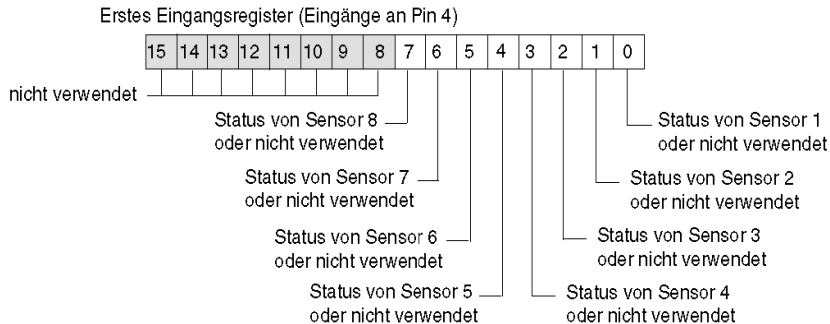 Erstes Eingangsregister (Eingänge an Pin 4)
15 14 13 12 11 10 9 8 7 6 5 4 3 2 1 0
nicht verwendet
Status von Sensor 8
oder nicht verwendet
Status von Sensor 1
oder nicht verwendet
Status von Sensor 7
oder nicht verwendet
Status von Sensor 2
oder nicht verwendet
Status von Sensor 6
oder nicht verwendet
Status von Sensor 3
oder nicht verwendet
Status von Sensor 5
oder nicht verwendet
Status von Sensor 4
oder nicht verwendet